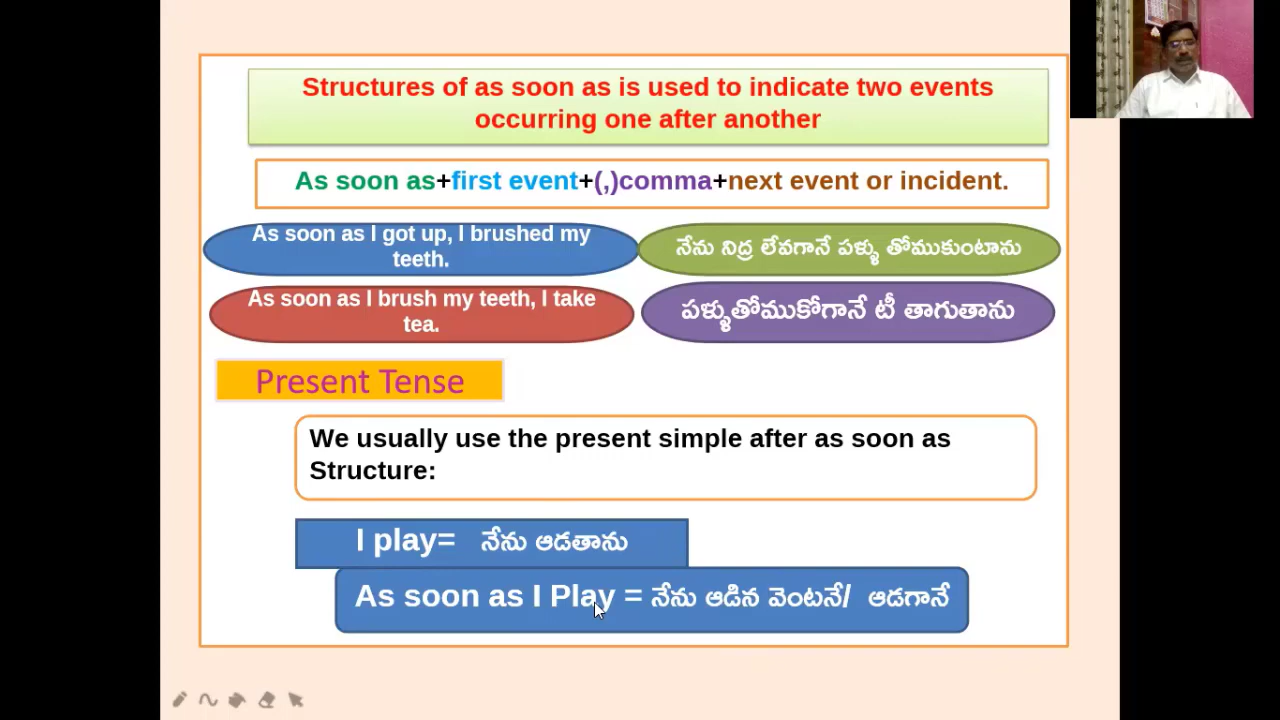 Structures of as soon as is used to indicate two events
occurring one after another
As soon as+first event+(,)comma+next event or incident.
As soon as I got up, I brushed my
teeth.
నేను నిద్ర లేవగానే పళ్ళు తోముకుంటాను
As soon as I brush my teeth, I take
tea.
పళ్ళుతోముకోగానే టీ తాగుతాను
Present Tense
We usually use the present simple after as soon as
Structure:
I play= నేను ఆడతాను
As soon as I Play = నేను ఆడిన వెంటనే/ ఆడగానే